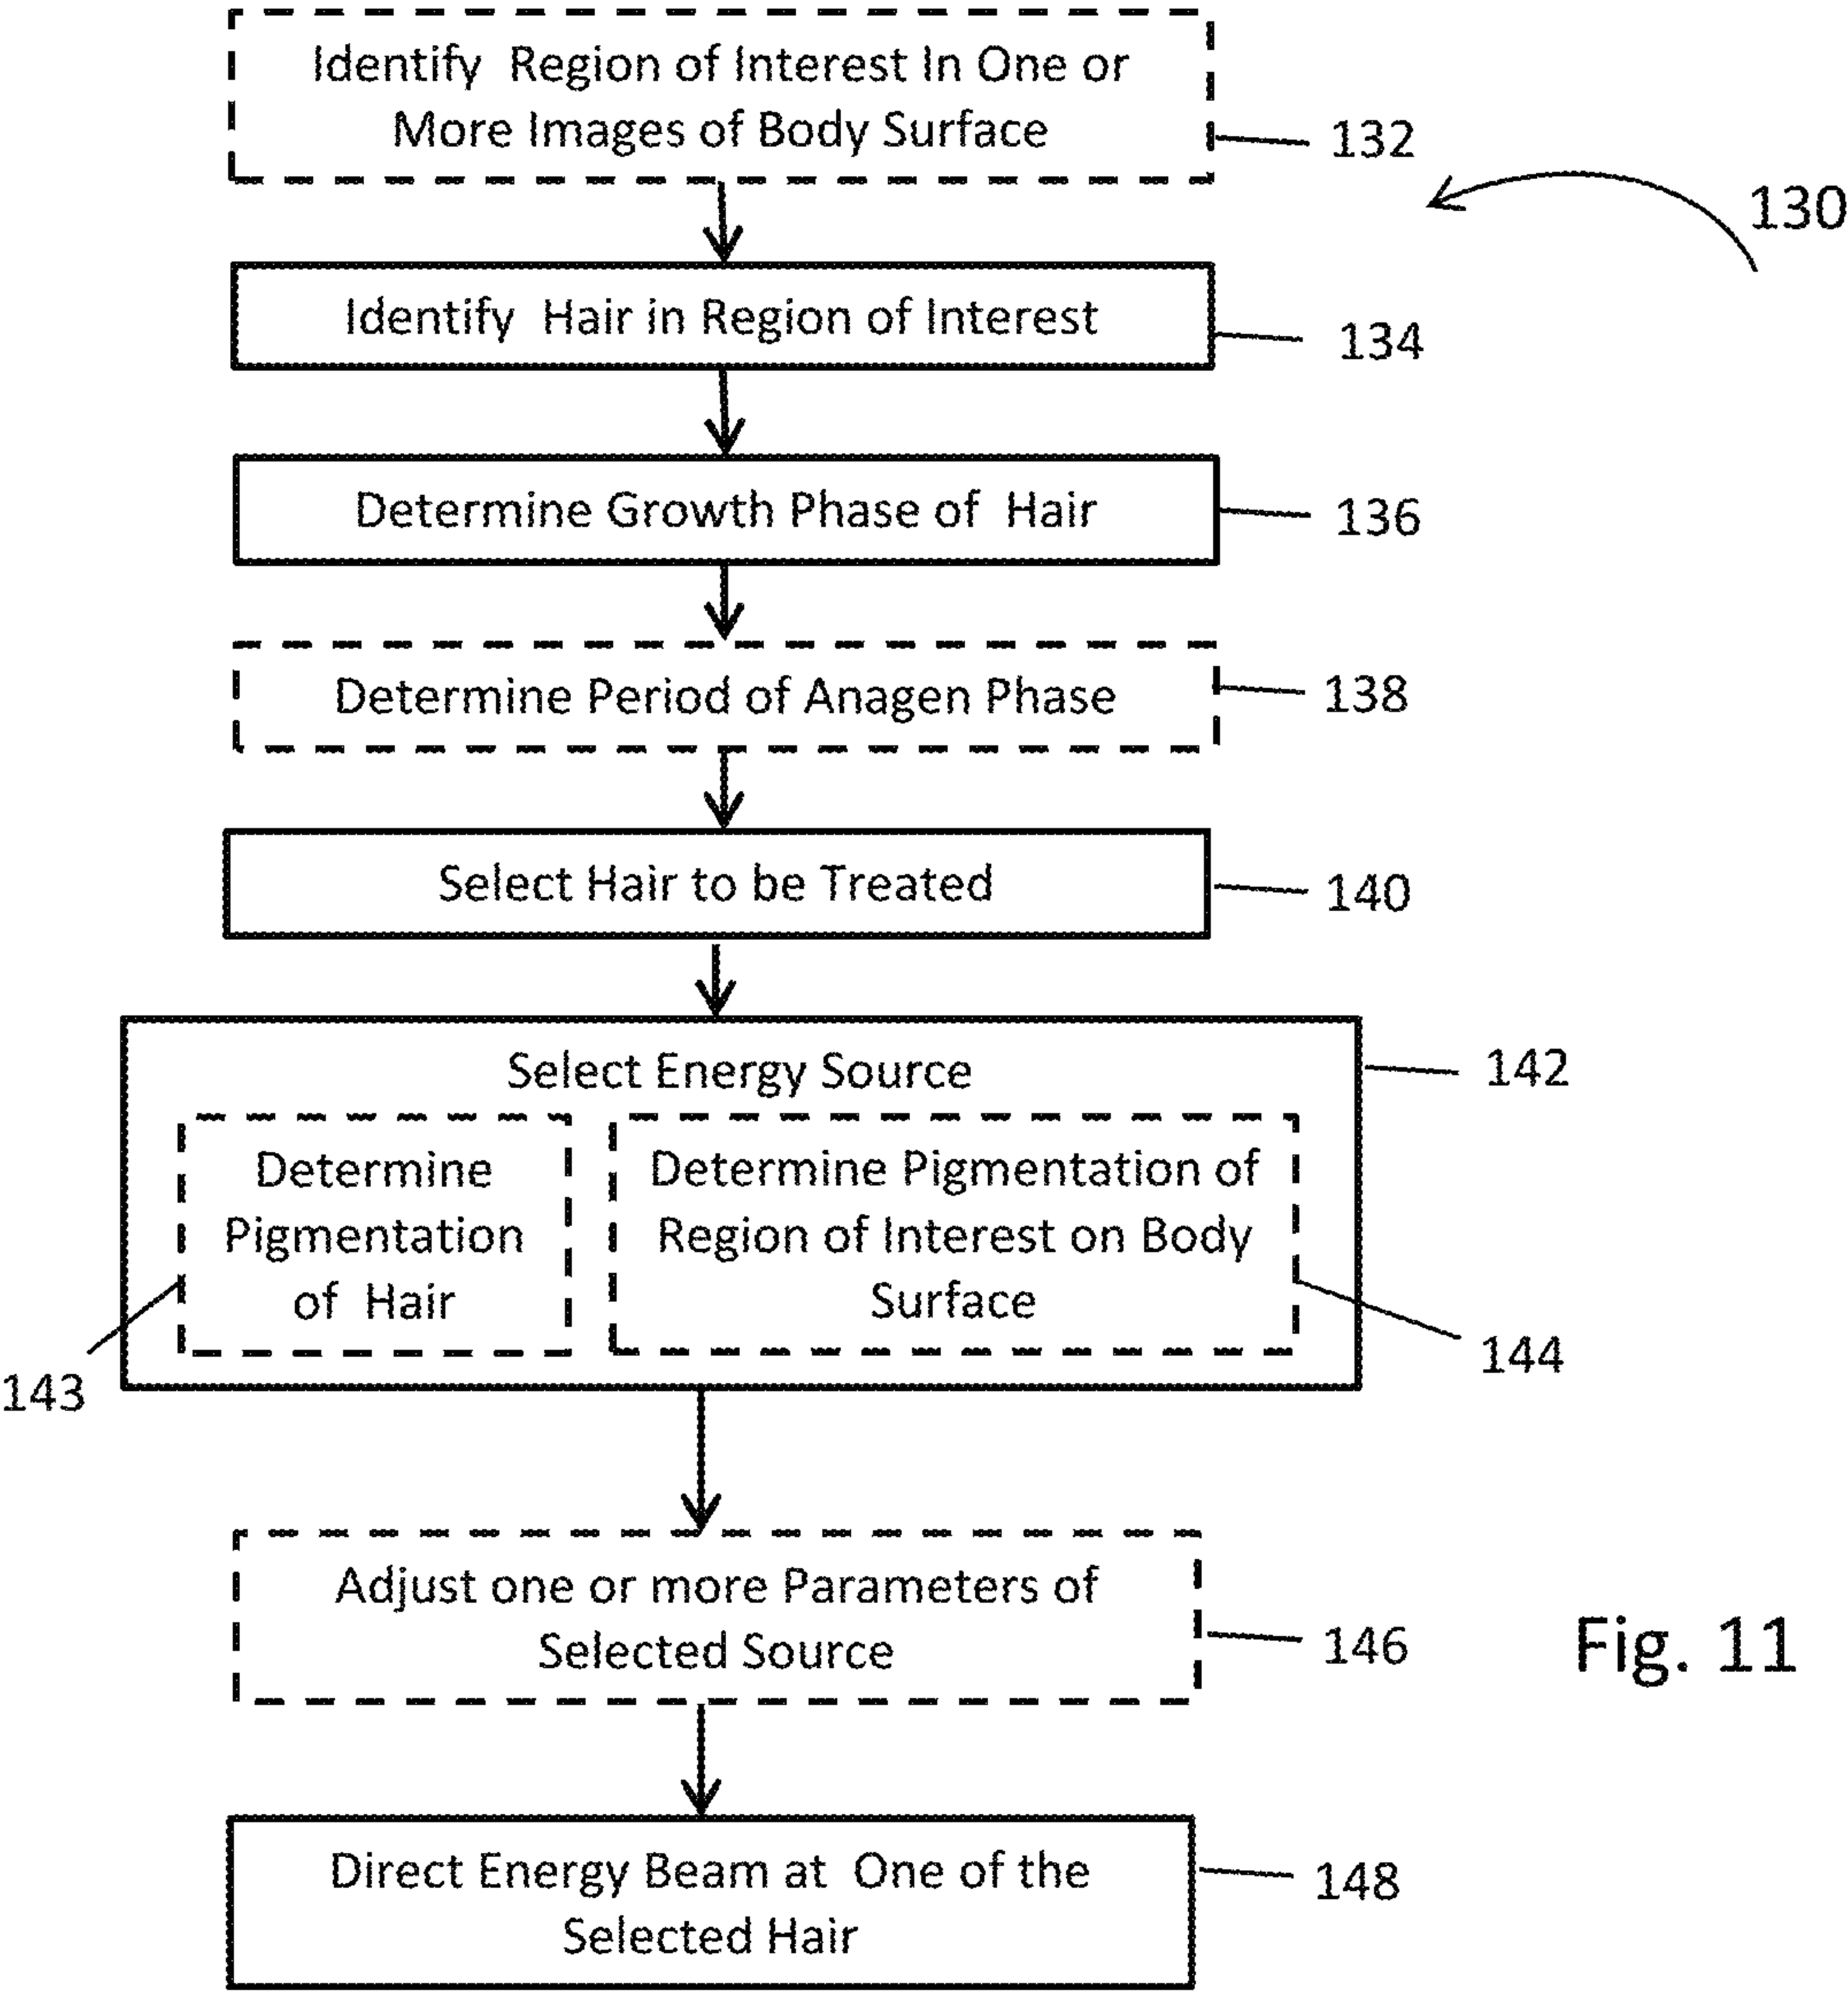 Identify Region of Interest In One or
More Images of Body Surface
132
130
Identify Hair in Region of Interest
134
Determine Growth Phase of Hair
136
Determine Period of Anagen Phase
138
Select Hair to be Treated
140
Select Energy Source
142
Determine
Pigmentation
of Hair
143
Determine Pigmentation of
Region of Interest on Body
Surface
144
Adjust one or more Parameters of
Selected Source
146
Fig. 11
Direct Energy Beam at One of the
Selected Hair
148